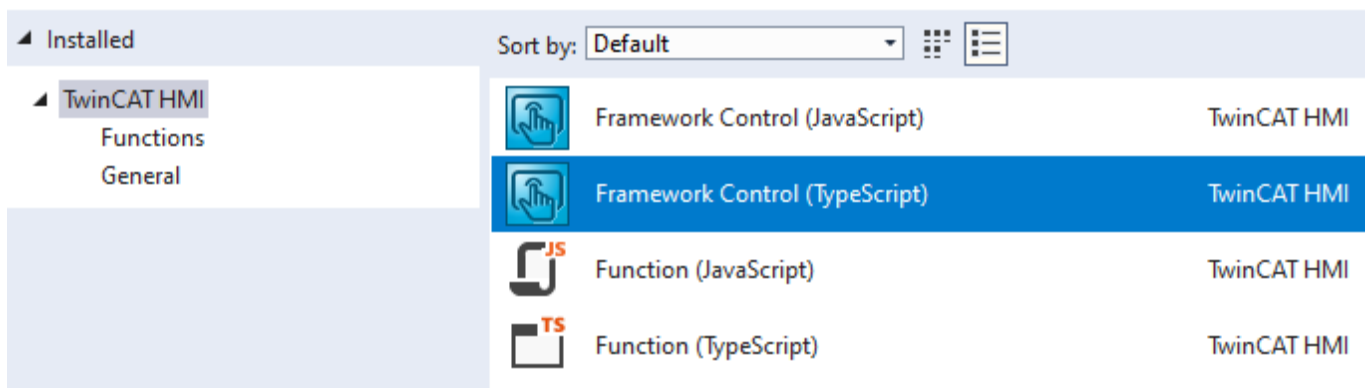 Installed
Sort by: Default
TwinCAT HMI
Functions
General
Framework Control (JavaScript) TwinCAT HMI
Framework Control (TypeScript) TwinCAT HMI
JS
Function (JavaScript) TwinCAT HMI
TS
Function (TypeScript) TwinCAT HMI